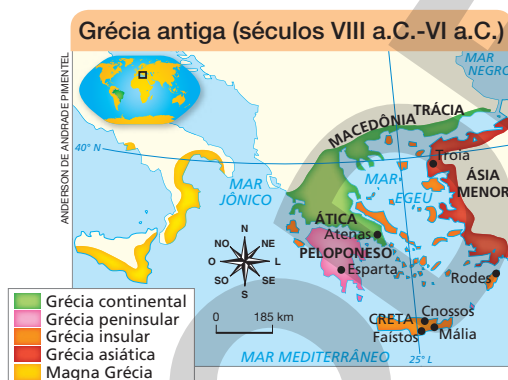 Grécia antiga (séculos VIII a.C.-VI a.C.)
ANDERSON DE ANDRADE PIMENTEL
MAR
NEGRO
TRÁCIA
MACEDÔNIA
40° N
Troia
ÁSIA
MENOR
MAR
EGEU
MAR
JÔNICO
ÁTICA
Atenas
PELOPONESO
Esparta
N
NO
NE
O
L
SO
SE
S
Rodes
0 185 km
Cnossos
CRETA
Mália
Faístos
MAR MEDITERRÂNEO
25° L
Grécia continental
Grécia peninsular
Grécia insular
Grécia asiática
Magna Grécia